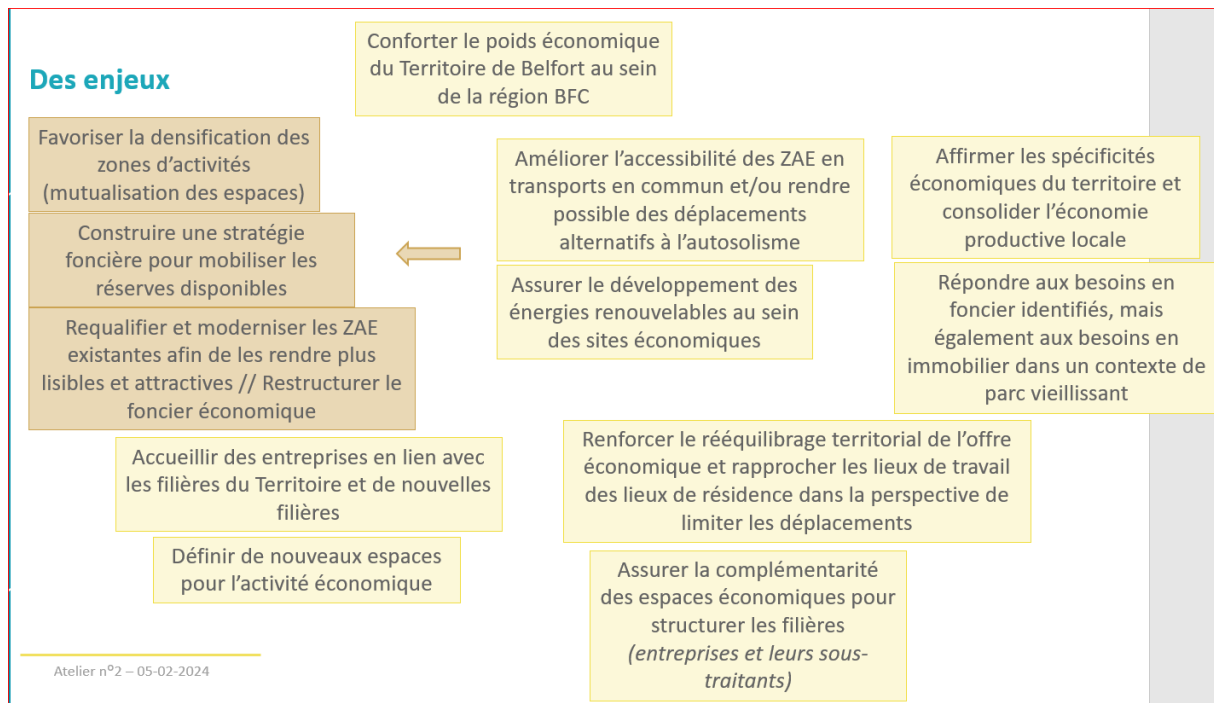 Des enjeux
Conforter le poids économique
du Territoire de Belfort au sein
de la région BFC
Favoriser la densification des
zones d’activités
(mutualisation des espaces)
Construire une stratégie
foncière pour mobiliser les
réserves disponibles
Requalifier et moderniser les ZAE
existantes afin de les rendre plus
lisibles et attractives // Restructurer le
foncier économique
Améliorer l’accessibilité des ZAE en
transports en commun et/ou rendre
possible des déplacements
alternatifs à l’autosolisme
Assurer le développement des
énergies renouvelables au sein
des sites économiques
Affirmer les spécificités
économiques du territoire et
consolider l’économie
productive locale
Répondre aux besoins en
foncier identifiés, mais
également aux besoins en
immobilier dans un contexte de
parc vieillissant
Accueillir des entreprises en lien avec
les filières du Territoire et de nouvelles
filières
Définir de nouveaux espaces
pour l’activité économique
Renforcer le rééquilibrage territorial de l’offre
économique et rapprocher les lieux de travail
des lieux de résidence dans la perspective de
limiter les déplacements
Assurer la complémentarité
des espaces économiques pour
structurer les filières
(entreprises et leurs sous-
traitants)
Atelier n°2 – 05-02-2024